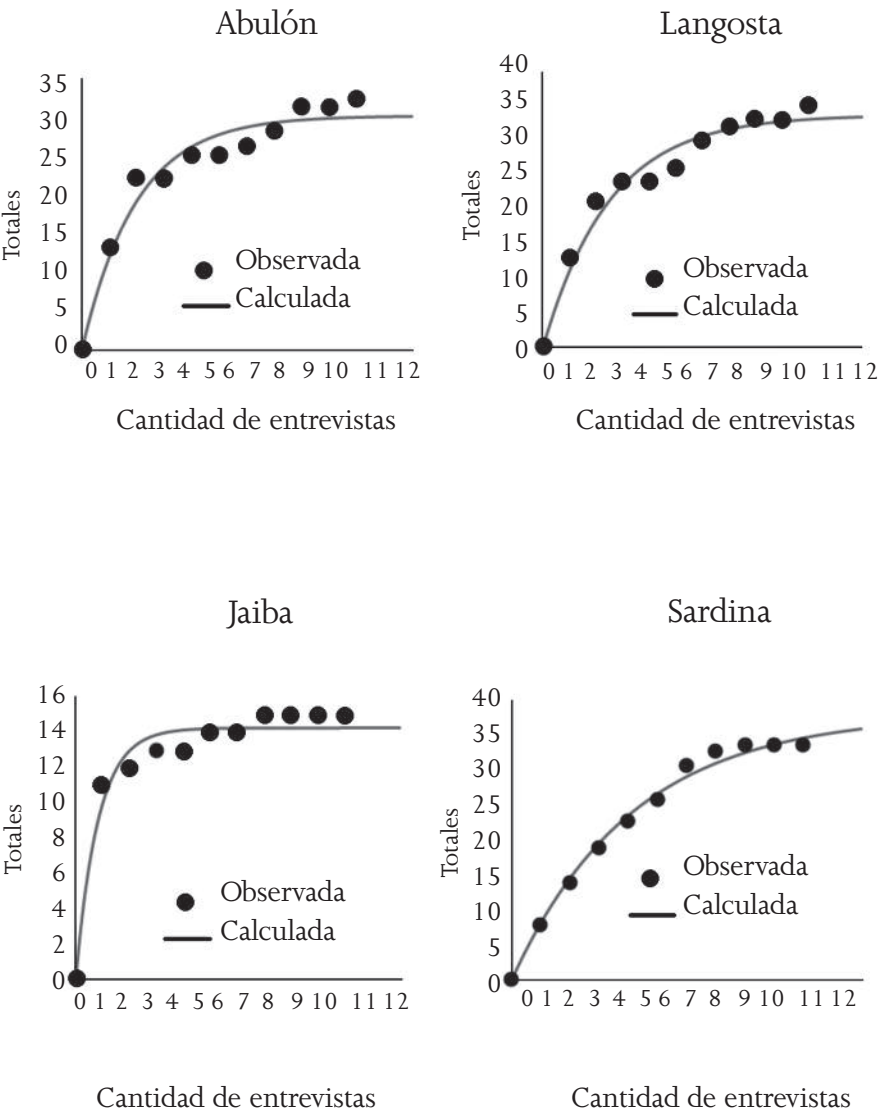 Abulón
35
30
25
20
15
10
5
0
Totales
Observada
Calculada
0 1 2 3 4 5 6 7 8 9 10 11 12
Cantidad de entrevistas
Langosta
40
35
30
25
20
15
10
5
0
Totales
Observada
Calculada
0 1 2 3 4 5 6 7 8 9 10 11 12
Cantidad de entrevistas
Jaiba
16
14
12
10
8
6
4
2
0
Totales
Observada
Calculada
0 1 2 3 4 5 6 7 8 9 10 11 12
Cantidad de entrevistas
Sardina
40
35
30
25
20
15
10
5
0
Totales
Observada
Calculada
0 1 2 3 4 5 6 7 8 9 10 11 12
Cantidad de entrevistas